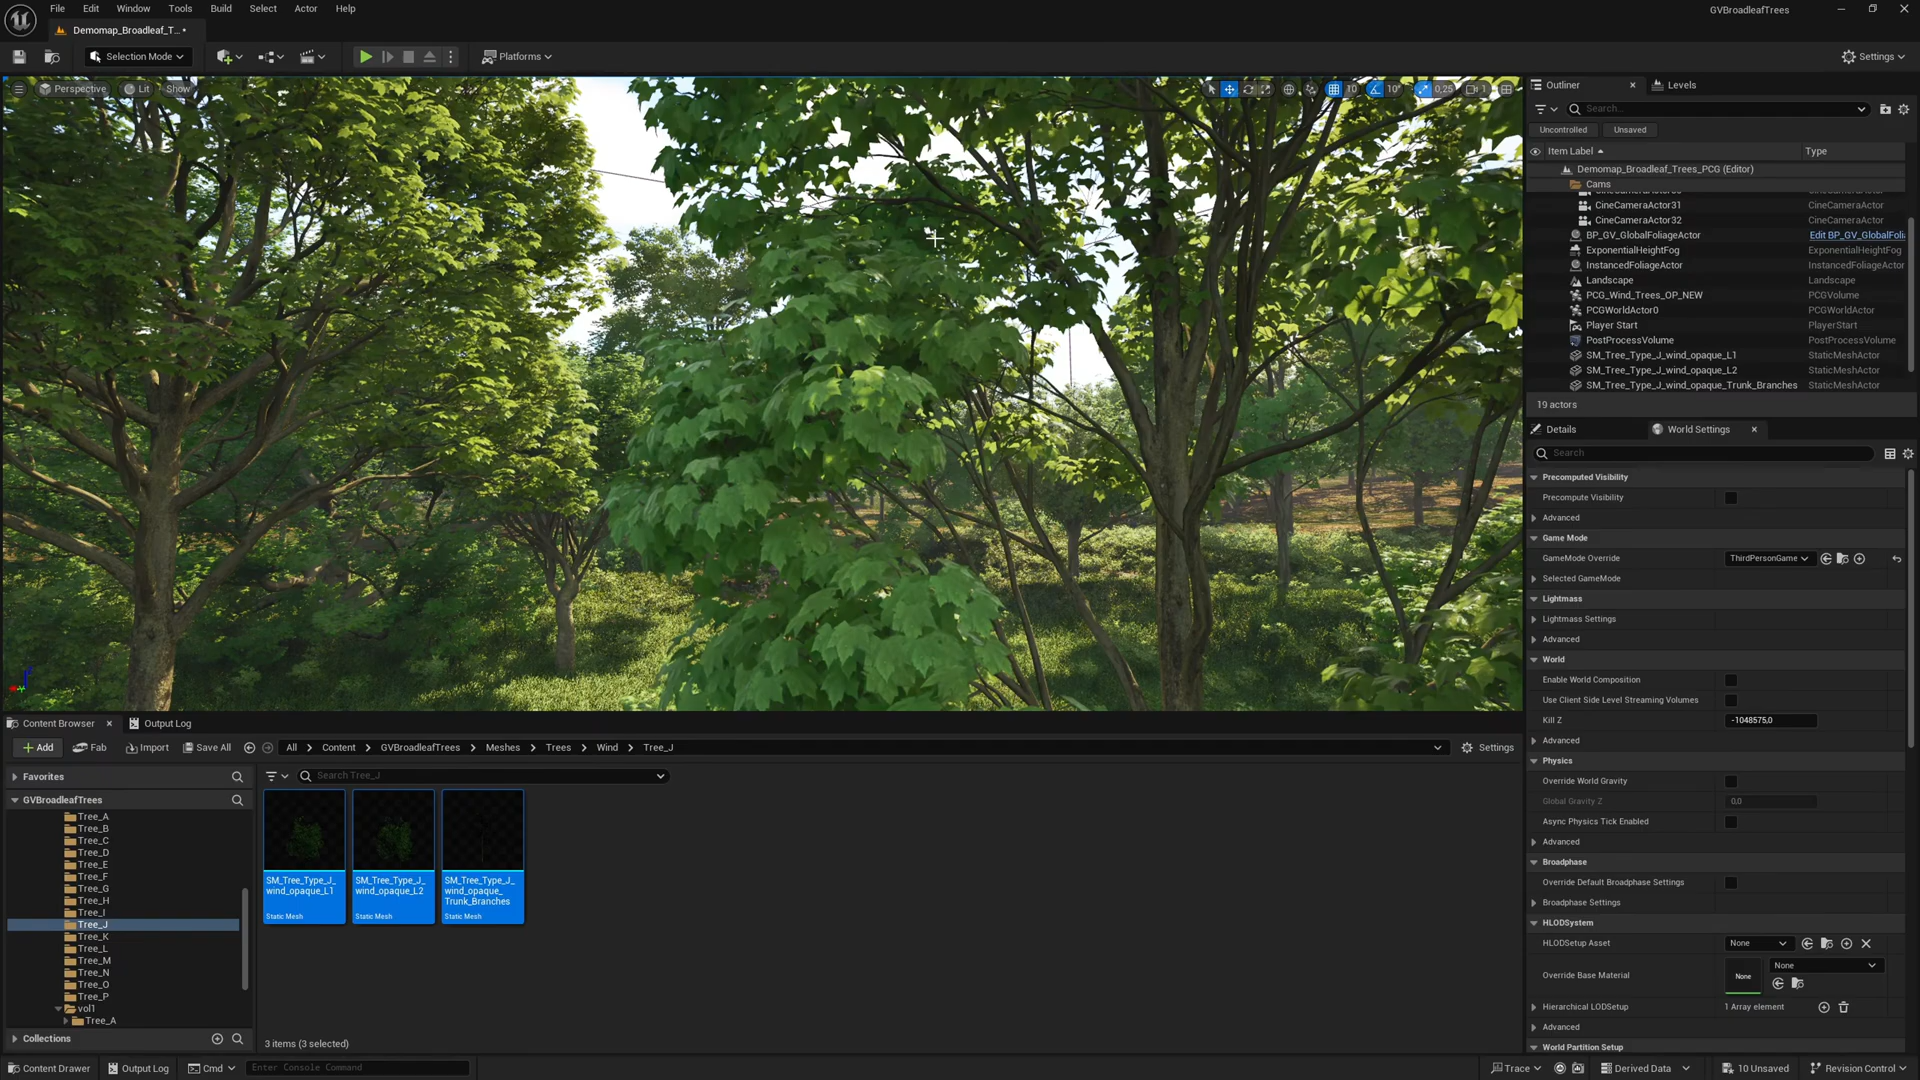 File Edit Window Tools Build Select Actor Help
GVBroadleafTrees
Demomap_Broadleaf_T...•
Selection Mode
Platforms
Settings
Perspective
Lit
Show
10
10°
0,25
1
Outliner
Levels
Search...
Uncontrolled
Unsaved
Item Label
Type
Demomap_Broadleaf_Trees_PCG (Editor)
Cams
CineCameraActor31 CineCameraActor
CineCameraActor32 CineCameraActor
BP_GV_GlobalFoliageActor Edit BP_GV_GlobalFoli
ExponentialHeightFog ExponentialHeightFog
InstancedFoliageActor InstancedFoliageActor
Landscape Landscape
PCG_Wind_Trees_OP_NEW PCGVolume
PCGWorldActor0 PCGWorldActor
Player Start PlayerStart
PostProcessVolume PostProcessVolume
SM_Tree_Type_J_wind_opaque_L1 StaticMeshActor
SM_Tree_Type_J_wind_opaque_L2 StaticMeshActor
SM_Tree_Type_J_wind_opaque_Trunk_Branches StaticMeshActor
19 actors
Details
World Settings
Search
Precomputed Visibility
Precompute Visibility
Advanced
Game Mode
GameMode Override ThirdPersonGame
Selected GameMode
Lightmass
Lightmass Settings
Advanced
World
Enable World Composition
Use Client Side Level Streaming Volumes
Kill Z -1048575,0
Advanced
Physics
Override World Gravity
Global Gravity Z 0,0
Async Physics Tick Enabled
Advanced
Broadphase
Override Default Broadphase Settings
Broadphase Settings
HLODSystem
HLODSetup Asset None
Override Base Material None None
Hierarchical LODSetup 1 Array element
Advanced
World Partition Setup
Content Browser
Output Log
Add
Fab
Import
Save All
All > Content > GVBroadleafTrees > Meshes > Trees > Wind > Tree_J
Settings
Favorites
Search Tree_J
GVBroadleafTrees
Tree_A
Tree_B
Tree_C
Tree_D
Tree_E
Tree_F
Tree_G
Tree_H
Tree_I
Tree_J
Tree_K
Tree_L
Tree_M
Tree_N
Tree_O
Tree_P
vol1
Tree_A
Collections
SM_Tree_Type_J_
wind_opaque_L1
Static Mesh
SM_Tree_Type_J_
wind_opaque_L2
Static Mesh
SM_Tree_Type_J_
wind_opaque_
Trunk_Branches
Static Mesh
3 items (3 selected)
Content Drawer
Output Log
Cmd
Enter Console Command
Trace
Derived Data
10 Unsaved
Revision Control